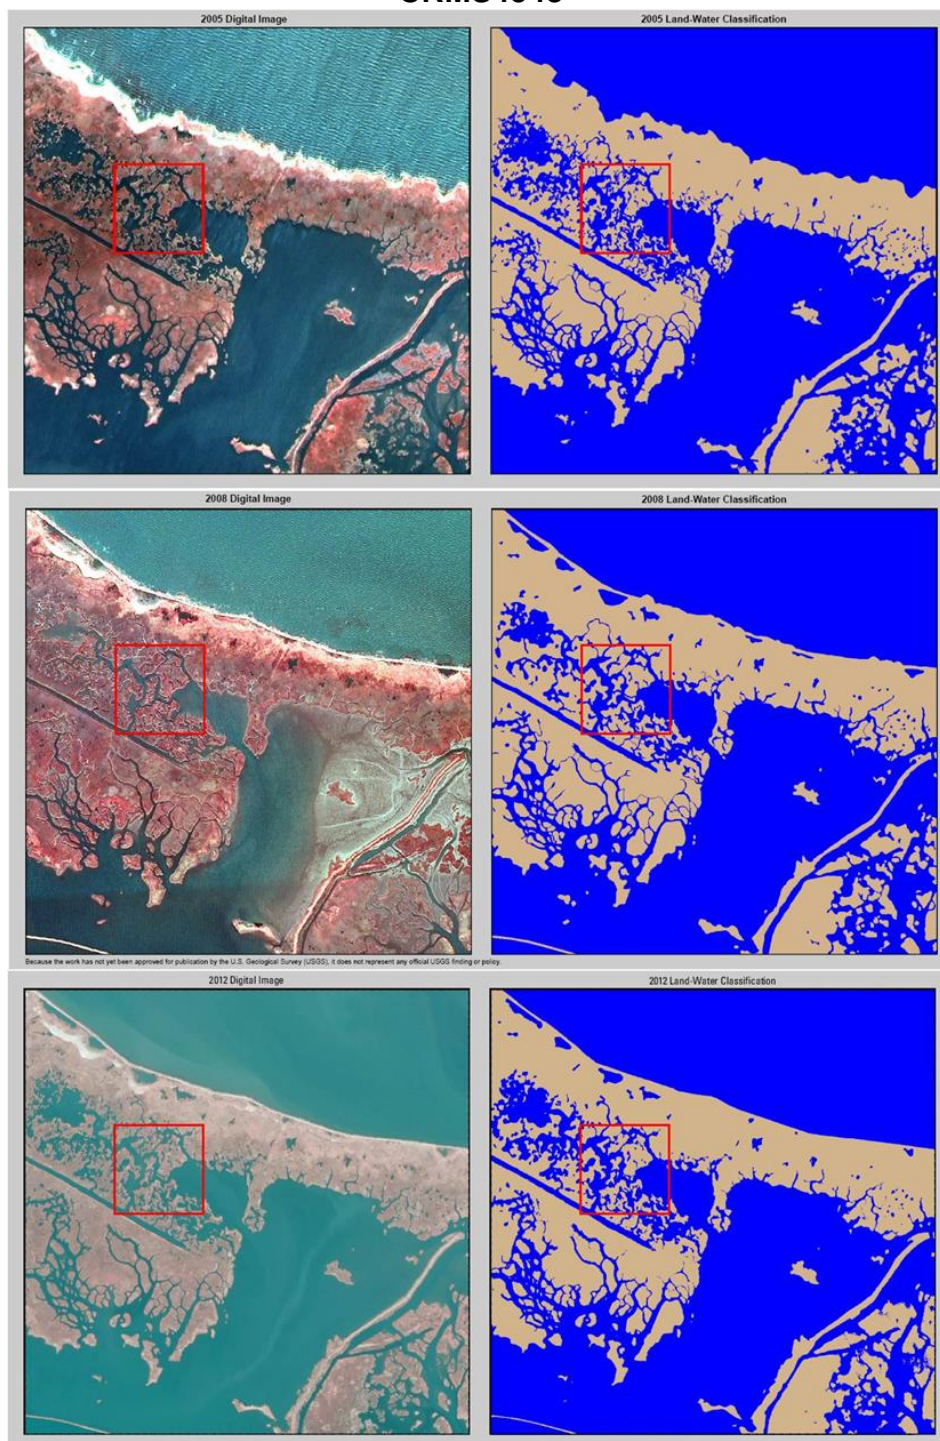 2005 Digital Image
2005 Land-Water Classification
2008 Digital Image
2008 Land-Water Classification
Because the work has not yet been approved for publication by the U.S. Geological Survey (USGS), it does not represent any official USGS finding or policy.
2012 Digital Image
2012 Land-Water Classification